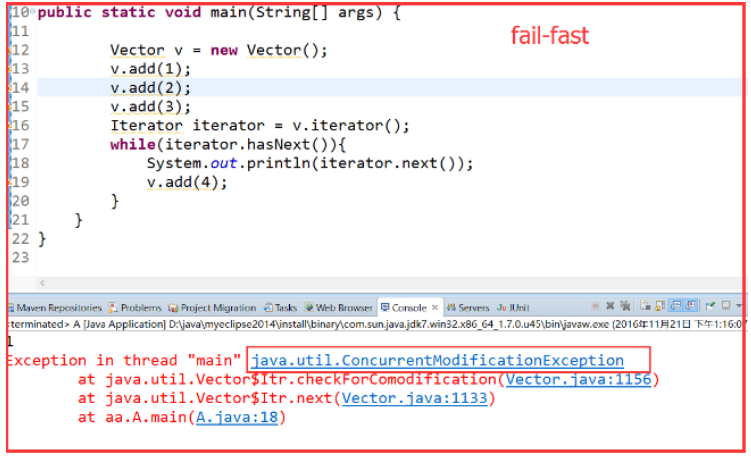 10 public static void main(String[] args) {
fail-fast
11
12 Vector v = new Vector();
13 v.add(1);
14 v.add(2);
15 v.add(3);
16 Iterator iterator = v.iterator();
17 while(iterator.hasNext()){
18 System.out.println(iterator.next());
19 v.add(4);
20 }
21 }
22 }
23
Maven Repositories Problems Project Migration Tasks Web Browser Console Servers JUnit
<terminated> A [Java Application] D:\java\myeclipse2014\install\binary\com.sun.java.jdk7.win32.x86_64_1.7.0.u45\bin\javaw.exe (2016年11月21日 下午1:16:0
1
Exception in thread "main" java.util.ConcurrentModificationException
at java.util.Vector$Itr.checkForComodification(Vector.java:1156)
at java.util.Vector$Itr.next(Vector.java:1133)
at aa.A.main(A.java:18)